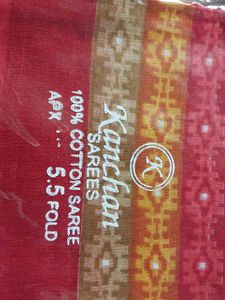 K
Kanchan
SAREES
100% COTTON SAREE
APX
5.5 FOLD